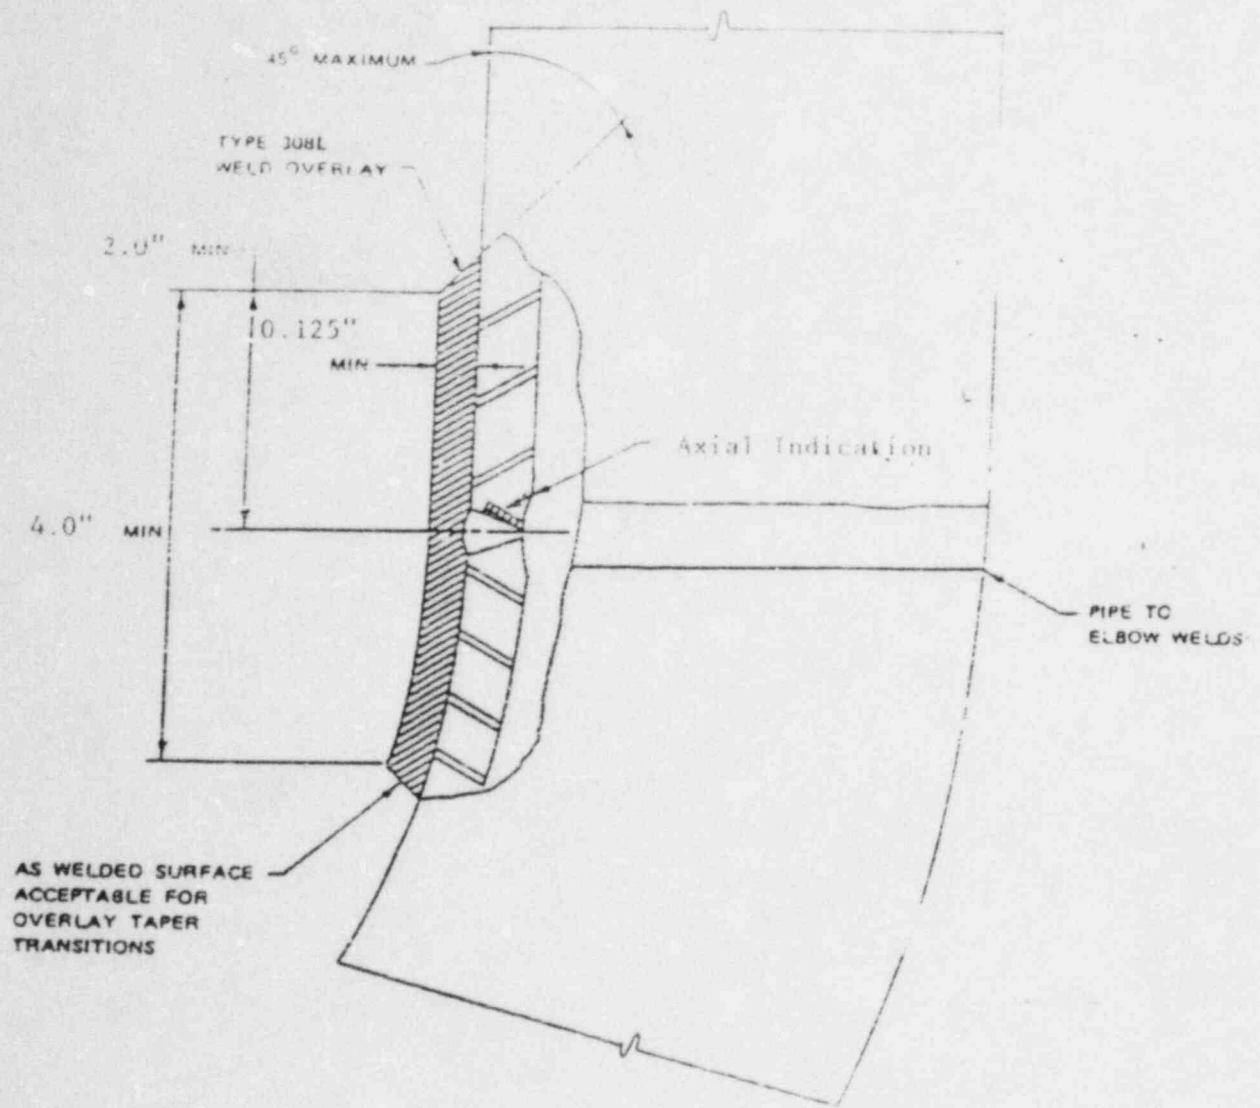 45° MAXIMUM
TYPE 308L
WELD OVERLAY
2.0" MIN
0.125"
MIN
Axial Indication
4.0" MIN
PIPE TO
ELBOW WELDS
AS WELDED SURFACE
ACCEPTABLE FOR
OVERLAY TAPER
TRANSITIONS